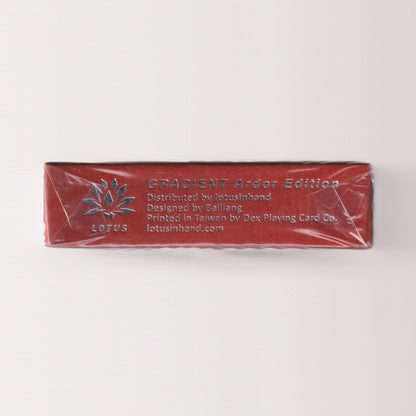 GRADIENT Ardor Edition
Distributed by lotusinhand
Designed by Bailiang
Printed in Taiwan by Dex Playing Card Co.
lotusinhand.com
LOTUS